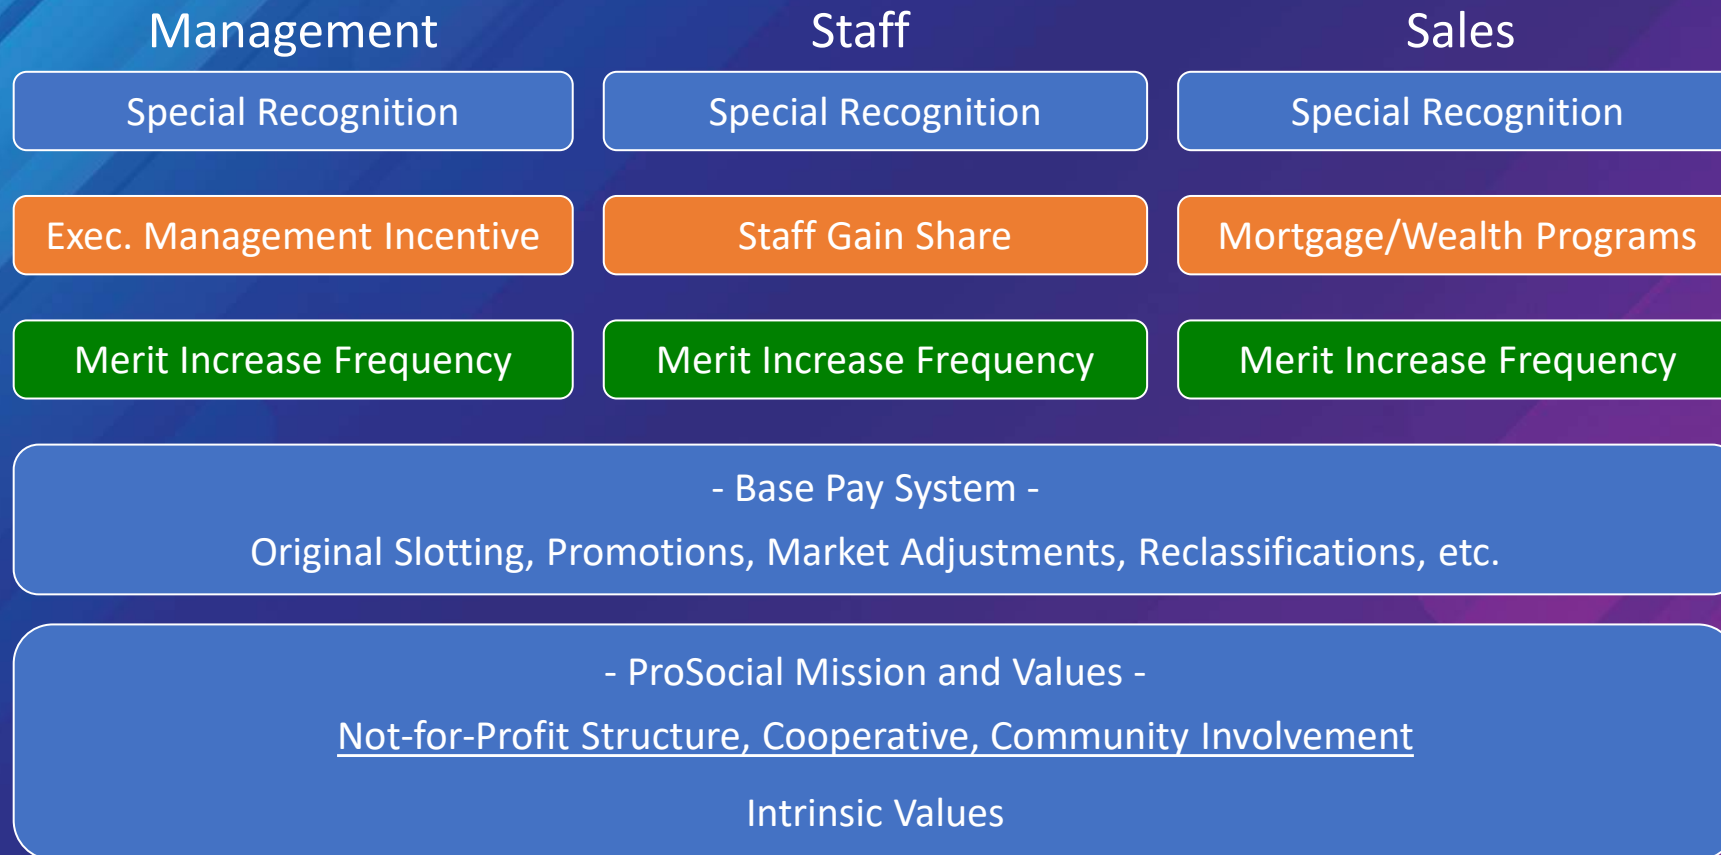 Management Staff Sales
Special Recognition Special Recognition Special Recognition
Exec. Management Incentive Staff Gain Share Mortgage/Wealth Programs
Merit Increase Frequency Merit Increase Frequency Merit Increase Frequency
- Base Pay System -
Original Slotting, Promotions, Market Adjustments, Reclassifications, etc.
- ProSocial Mission and Values -
Not-for-Profit Structure, Cooperative, Community Involvement
Intrinsic Values